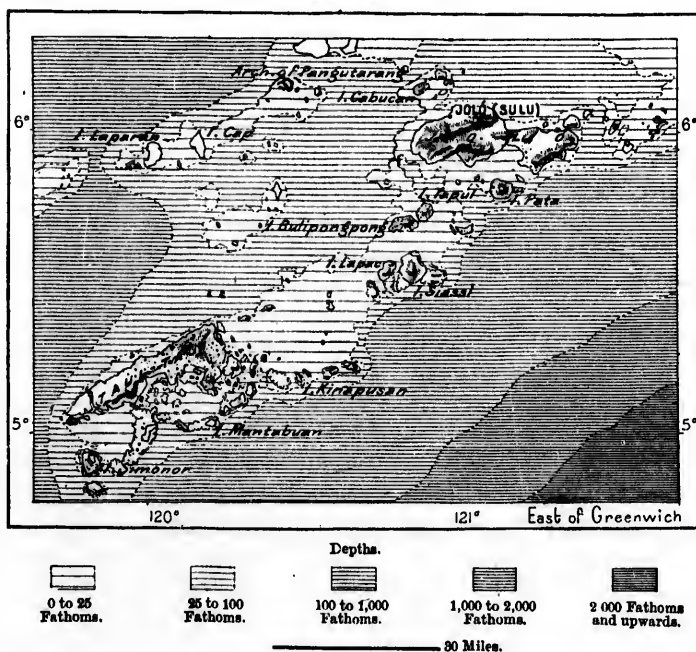 Arch. of Pangutarang
I. Cabucan
JOLO (SULU)
6°
6°
I. Laparan
I. Cap
I. Tapul
I. Pata
I. Bulipongpong
I. Lapac
I. Siassi
5°
5°
I. Kinapusan
I. Mantabuan
I. Simonor
120°
121°
East of Greenwich
Depths.
0 to 25
Fathoms.
25 to 100
Fathoms.
100 to 1,000
Fathoms.
1,000 to 2,000
Fathoms.
2 000 Fathoms
and upwards.
30 Miles.